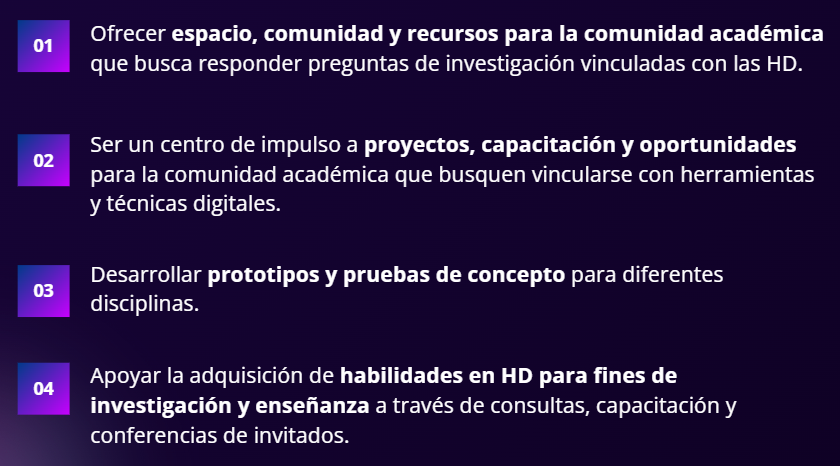 01
Ofrecer espacio, comunidad y recursos para la comunidad académica
que busca responder preguntas de investigación vinculadas con las HD.
02
Ser un centro de impulso a proyectos, capacitación y oportunidades
para la comunidad académica que busquen vincularse con herramientas
y técnicas digitales.
03
Desarrollar prototipos y pruebas de concepto para diferentes
disciplinas.
04
Apoyar la adquisición de habilidades en HD para fines de
investigación y enseñanza a través de consultas, capacitación y
conferencias de invitados.